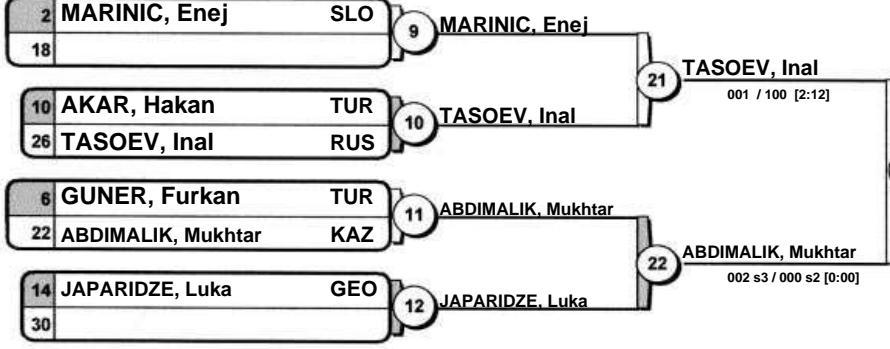 2 MARINIC, Enej SLO
18
9
MARINIC, Enej
10 AKAR, Hakan TUR
26 TASOEV, Inal RUS
10
TASOEV, Inal
21
TASOEV, Inal
001 / 100 [2:12]
6 GUNER, Furkan TUR
22 ABDIMALIK, Mukhtar KAZ
11
ABDIMALIK, Mukhtar
14 JAPARIDZE, Luka GEO
30
12
JAPARIDZE, Luka
22
ABDIMALIK, Mukhtar
002 s3 / 000 s2 [0:00]